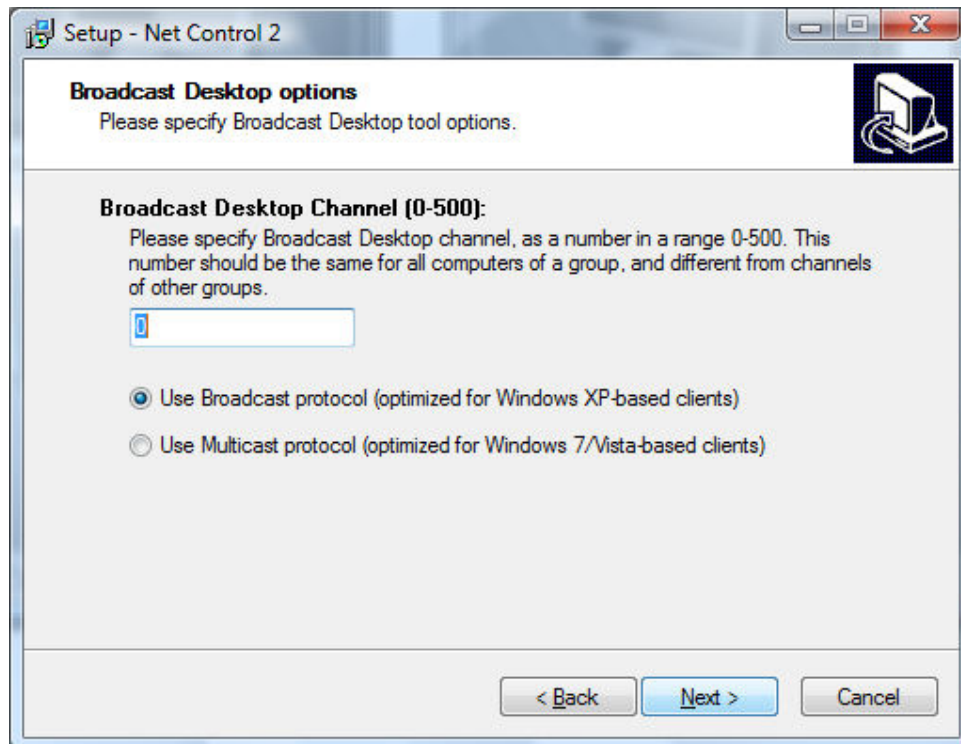 Setup - Net Control 2
Broadcast Desktop options
Please specify Broadcast Desktop tool options.
Broadcast Desktop Channel (0-500):
Please specify Broadcast Desktop channel, as a number in a range 0-500. This
number should be the same for all computers of a group, and different from channels
of other groups.
0
Use Broadcast protocol (optimized for Windows XP-based clients)
Use Multicast protocol (optimized for Windows 7/Vista-based clients)
< Back Next > Cancel